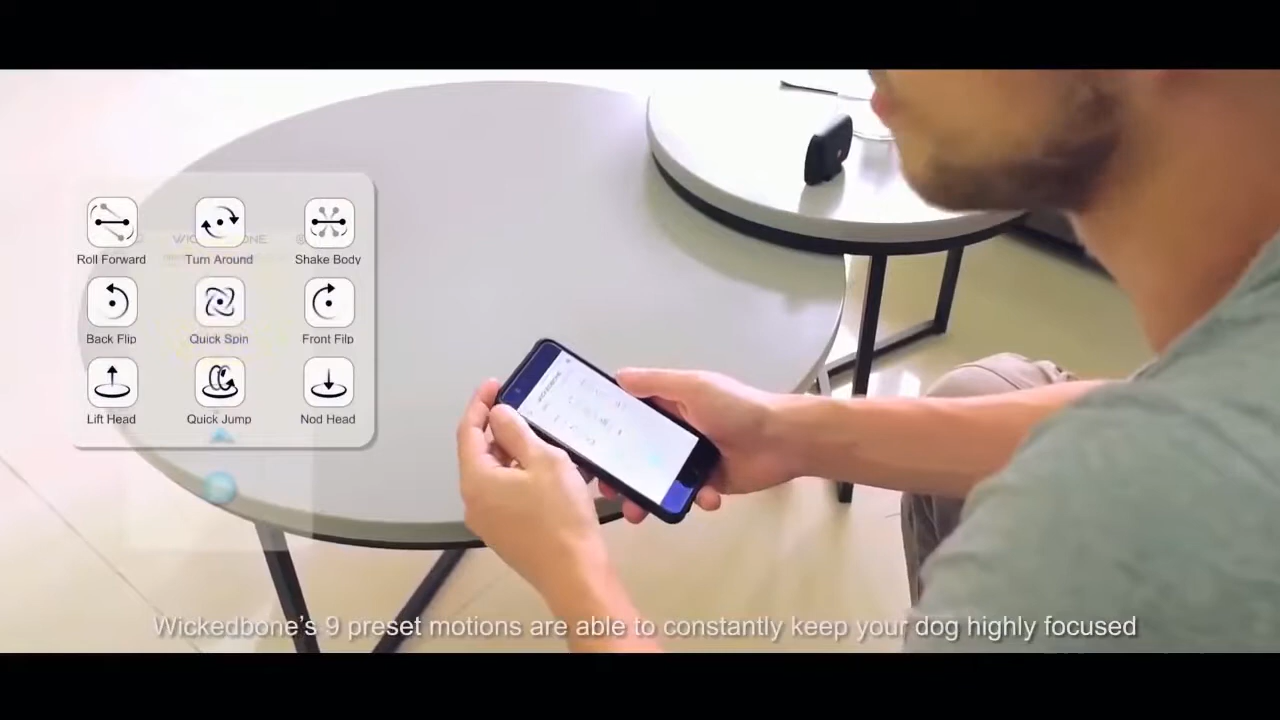 Roll Forward
Turn Around
Shake Body
Back Flip
Quick Spin
Front Filp
Lift Head
Quick Jump
Nod Head
Wickedbone's 9 preset motions are able to constantly keep your dog highly focused